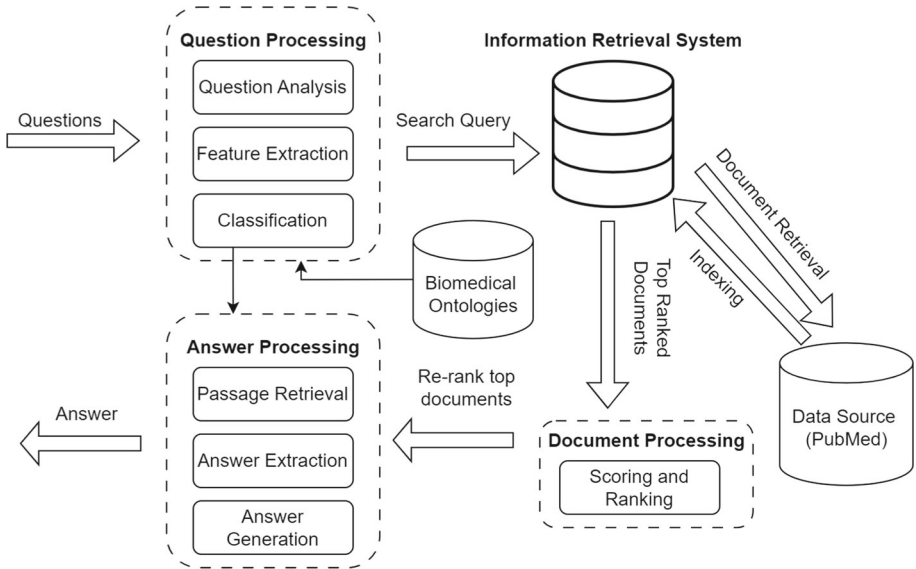 Question Processing
Question Analysis
Feature Extraction
Classification
Questions
Search Query
Information Retrieval System
Document Retrieval
Indexing
Top Ranked
Documents
Biomedical
Ontologies
Data Source
(PubMed)
Document Processing
Scoring and
Ranking
Re-rank top
documents
Answer Processing
Passage Retrieval
Answer Extraction
Answer
Generation
Answer